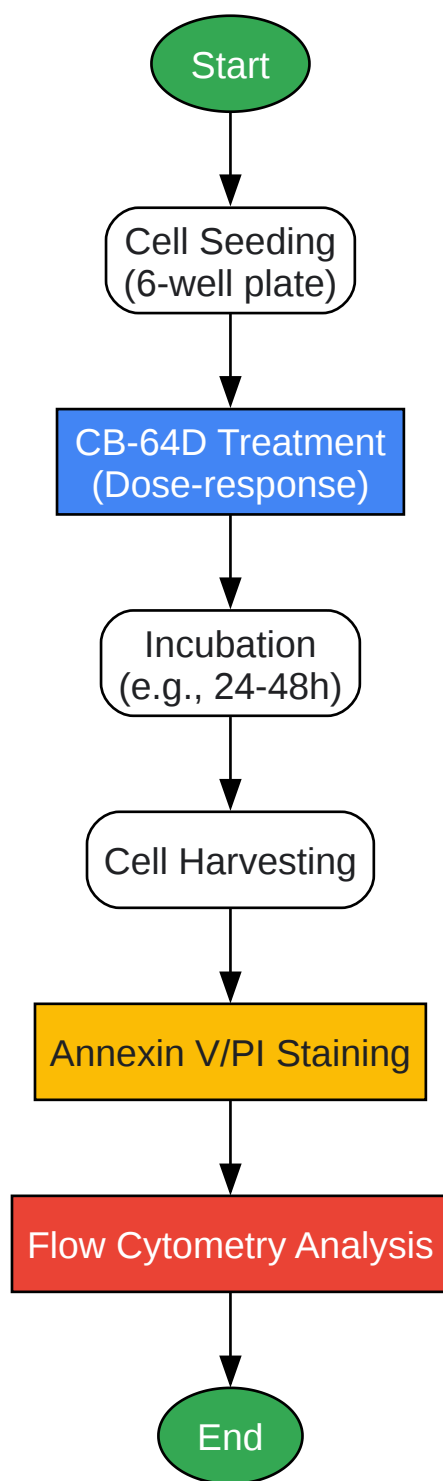 Start
Cell Seeding
(6-well plate)
CB-64D Treatment
(Dose-response)
Incubation
(e.g., 24-48h)
Cell Harvesting
Annexin V/PI Staining
Flow Cytometry Analysis
End